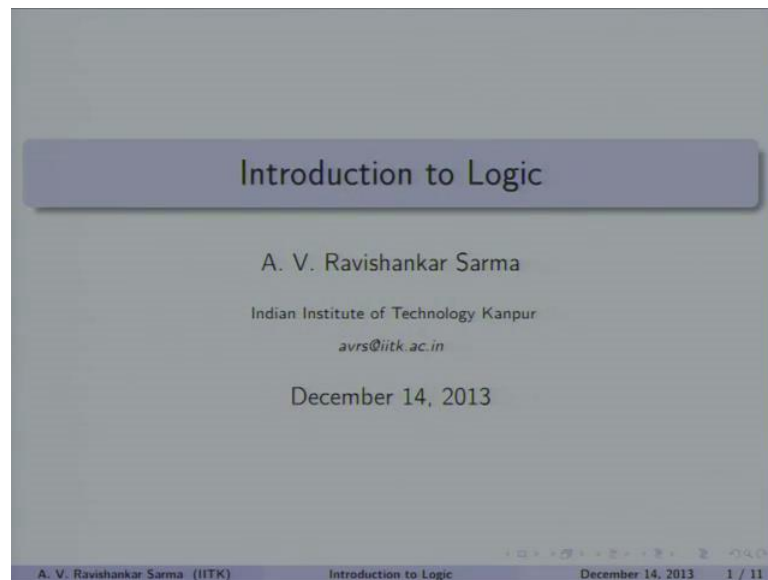 Introduction to Logic
A. V. Ravishankar Sarma
Indian Institute of Technology Kanpur
avrs@iitk.ac.in
December 14, 2013
A. V. Ravishankar Sarma (IITK) Introduction to Logic December 14, 2013 1 / 11